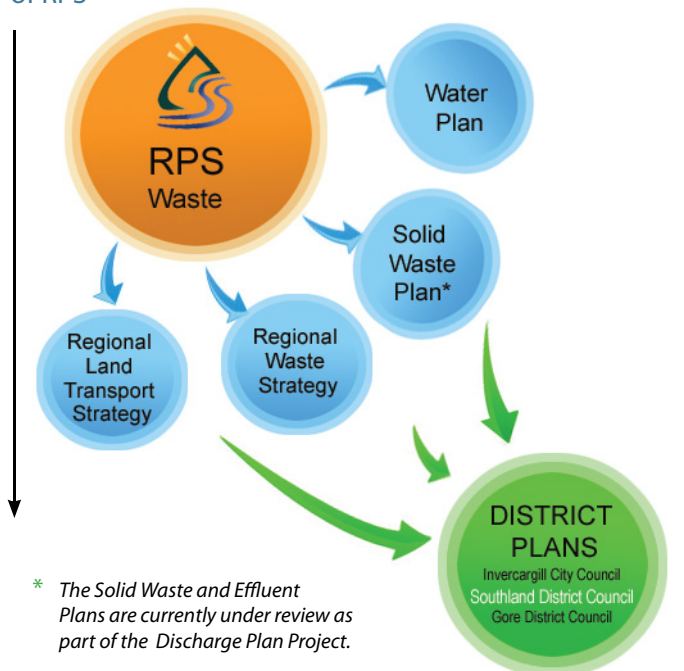 of RPS
RPS
Waste
Water
Plan
Solid
Waste
Plan*
Regional
Land
Transport
Strategy
Regional
Waste
Strategy
DISTRICT
PLANS
Invercargill City Council
Southland District Council
Gore District Council
* The Solid Waste and Effluent
Plans are currently under review as
part of the Discharge Plan Project.